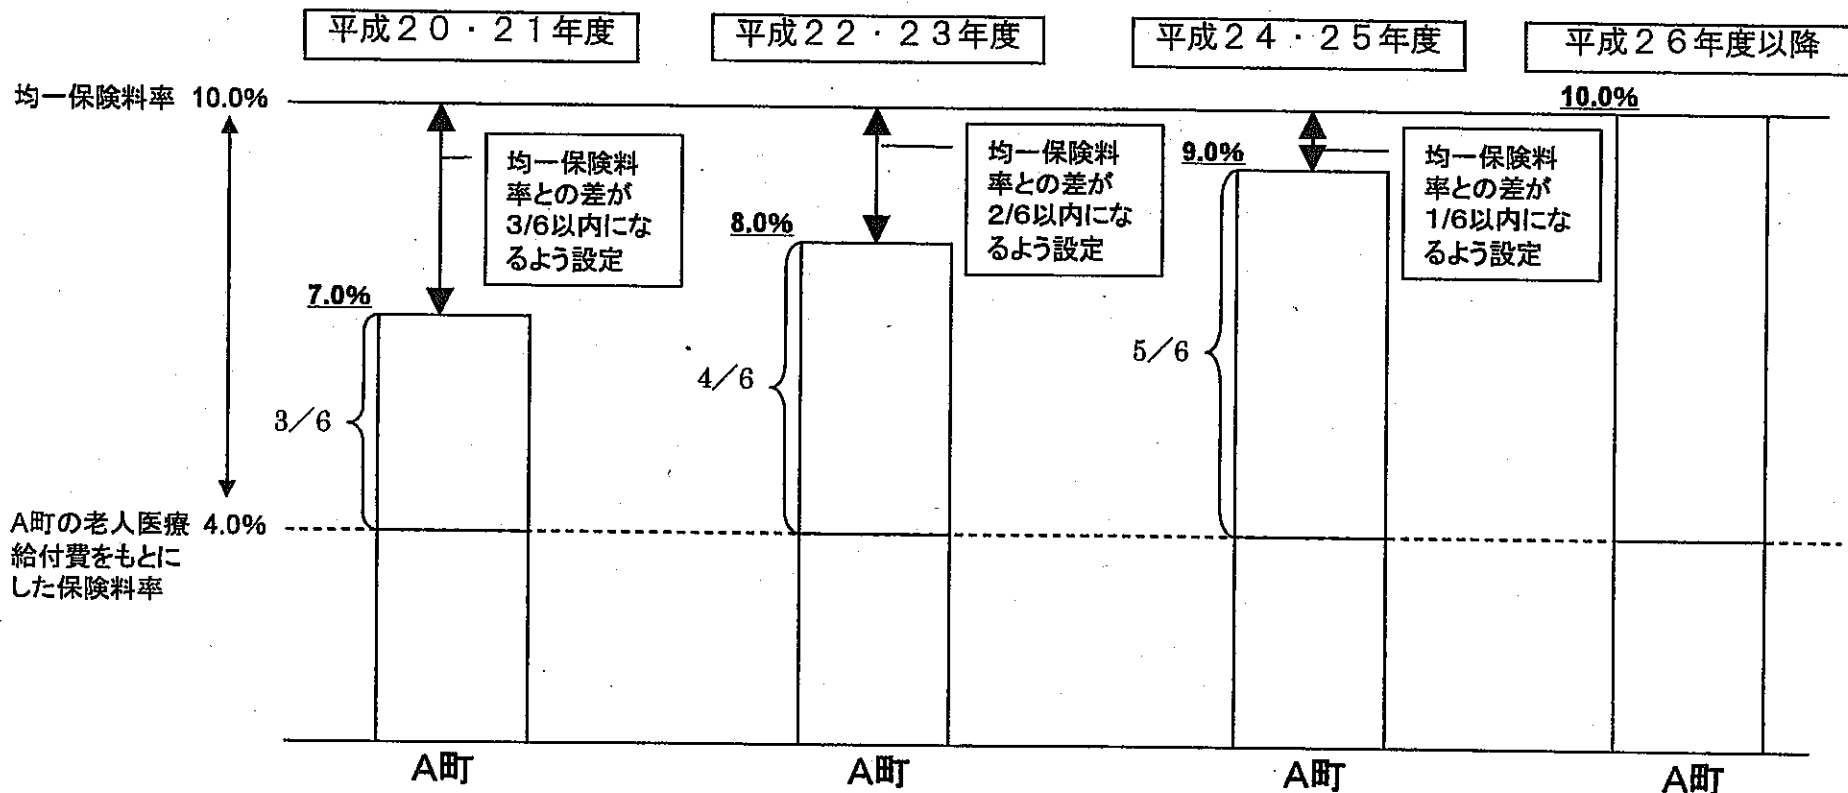 平成20・21年度
平成22・23年度
平成24・25年度
平成26年度以降
均一保険料率 10.0%
10.0%
均一保険料
率との差が
3/6以内にな
るよう設定
均一保険料
率との差が
2/6以内にな
るよう設定
9.0%
均一保険料
率との差が
1/6以内にな
るよう設定
8.0%
7.0%
3/6
4/6
5/6
A町の老人医療 4.0%
給付費をもとに
した保険料率
A町
A町
A町
A町